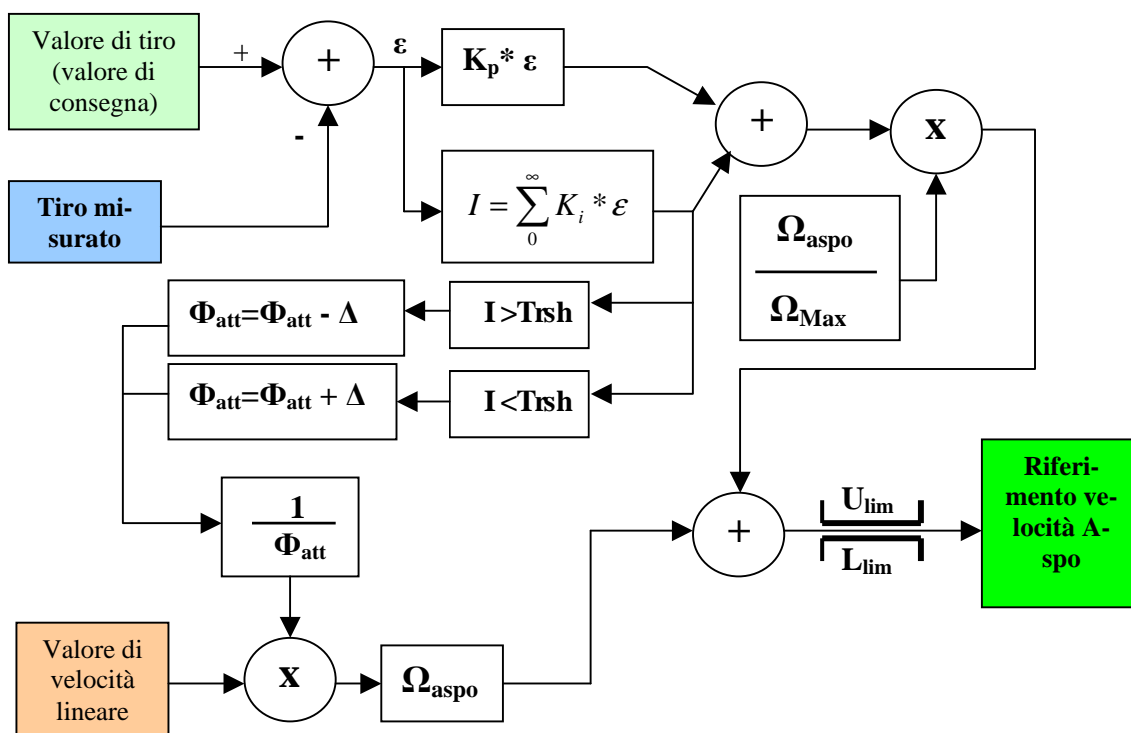 Valore di tiro
(valore di
consegna)
+
+
-
ε
Kp* ε
Tiro mi-
surato
I = ∑ Ki * ε
∞
0
+
x
Ωaspo
ΩMax
Φatt=Φatt - Δ
I >Trsh
Φatt=Φatt + Δ
I <Trsh
1
Φatt
Valore di
velocità
lineare
x
Ωaspo
+
Ulim
Llim
Riferi-
mento ve-
locità A-
spo